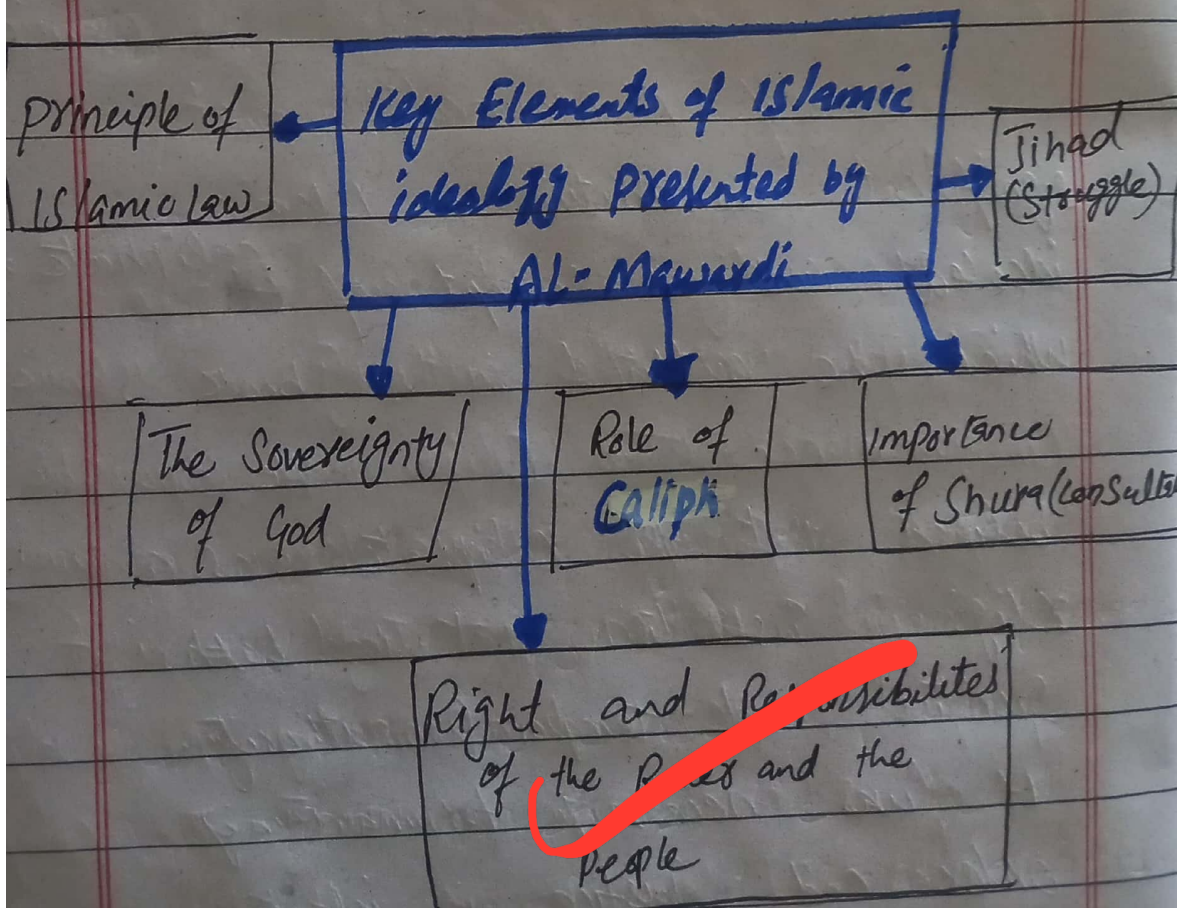 Key Elements of Islamic
ideology presented by
AL-Mawardi
Principle of
Islamic Law
Jihad
(Struggle)
The Sovereignty
of God
Role of
Caliph
Importance
of Shura (Consulta
Right and Responsibilites
of the and the
People